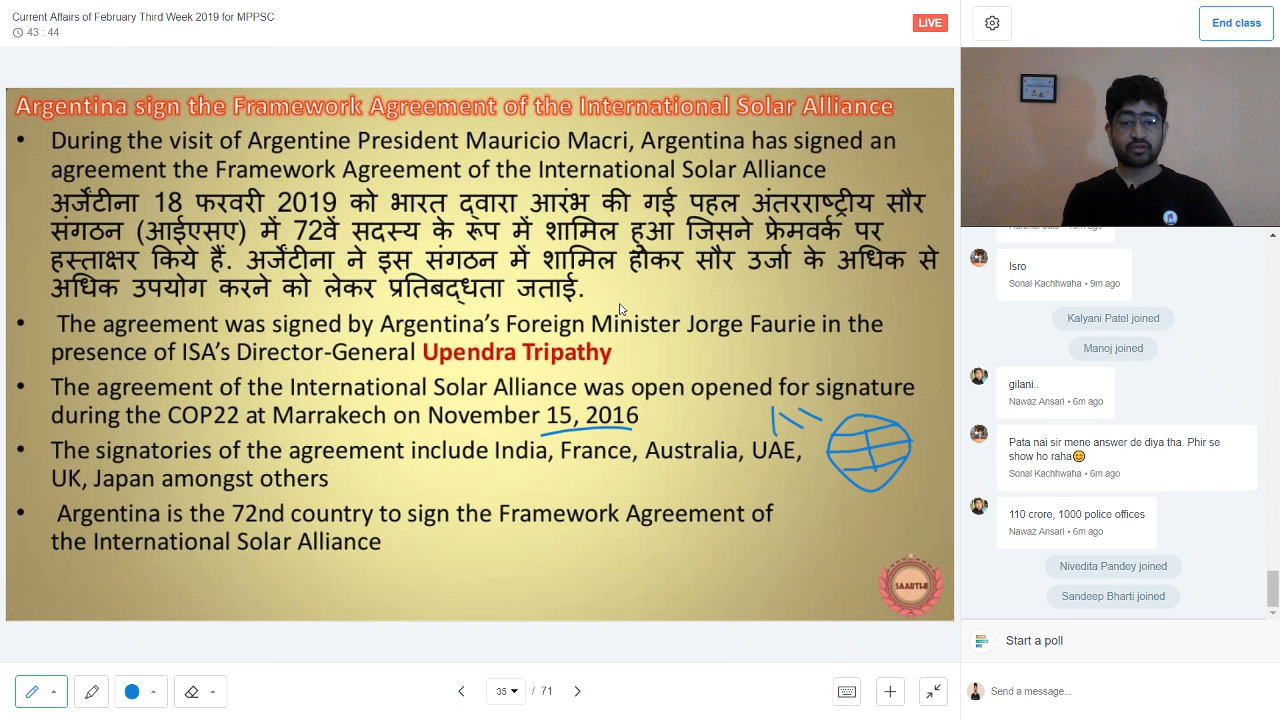 Current Affairs of February Third Week 2019 for MPPSC
43 : 44
LIVE
End class
Argentina sign the Framework Agreement of the International Solar Alliance
• During the visit of Argentine President Mauricio Macri, Argentina has signed an
agreement the Framework Agreement of the International Solar Alliance
अर्जेंटीना 18 फरवरी 2019 को भारत द्वारा आरंभ की गई पहल अंतरराष्ट्रीय सौर
संगठन (आईएसए) में 72वें सदस्य के रूप में शामिल हुआ जिसने फ्रेमवर्क पर
हस्ताक्षर किये हैं. अर्जेंटीना ने इस संगठन में शामिल होकर सौर उर्जा के अधिक से
अधिक उपयोग करने को लेकर प्रतिबद्धता जताई.
• The agreement was signed by Argentina's Foreign Minister Jorge Faurie in the
presence of ISA's Director-General Upendra Tripathy
• The agreement of the International Solar Alliance was open opened for signature
during the COP22 at Marrakech on November 15, 2016
• The signatories of the agreement include India, France, Australia, UAE,
UK, Japan amongst others
• Argentina is the 72nd country to sign the Framework Agreement of
the International Solar Alliance
SAARTHI
Isro
Sonal Kachhwaha • 9m ago
Kalyani Patel joined
Manoj joined
gilani..
Nawaz Ansari • 6m ago
Pata nai sir mene answer de diya tha. Phir se
show ho raha😊
Sonal Kachhwaha • 6m ago
110 crore, 1000 police offices
Nawaz Ansari • 6m ago
Nivedita Pandey joined
Sandeep Bharti joined
Start a poll
Send a message...
35 / 71